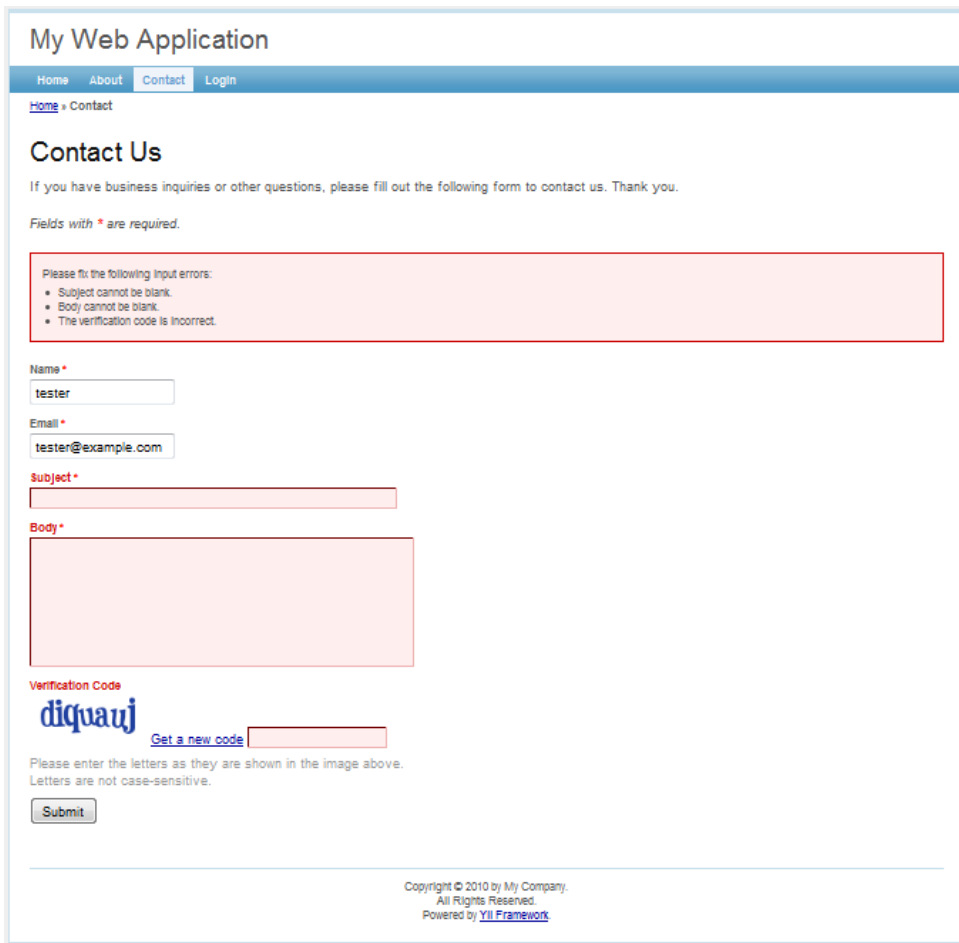 My Web Application
Home About Contact Login
Home » Contact
Contact Us
If you have business inquiries or other questions, please fill out the following form to contact us. Thank you.
Fields with * are required.
Please fix the following input errors:
• Subject cannot be blank.
• Body cannot be blank.
• The verification code is incorrect.
Name *
tester
Email *
tester@example.com
Subject *
Body *
Verification Code
diquauj
Get a new code
Please enter the letters as they are shown in the image above.
Letters are not case-sensitive.
Submit
Copyright © 2010 by My Company.
All Rights Reserved.
Powered by Yii Framework.